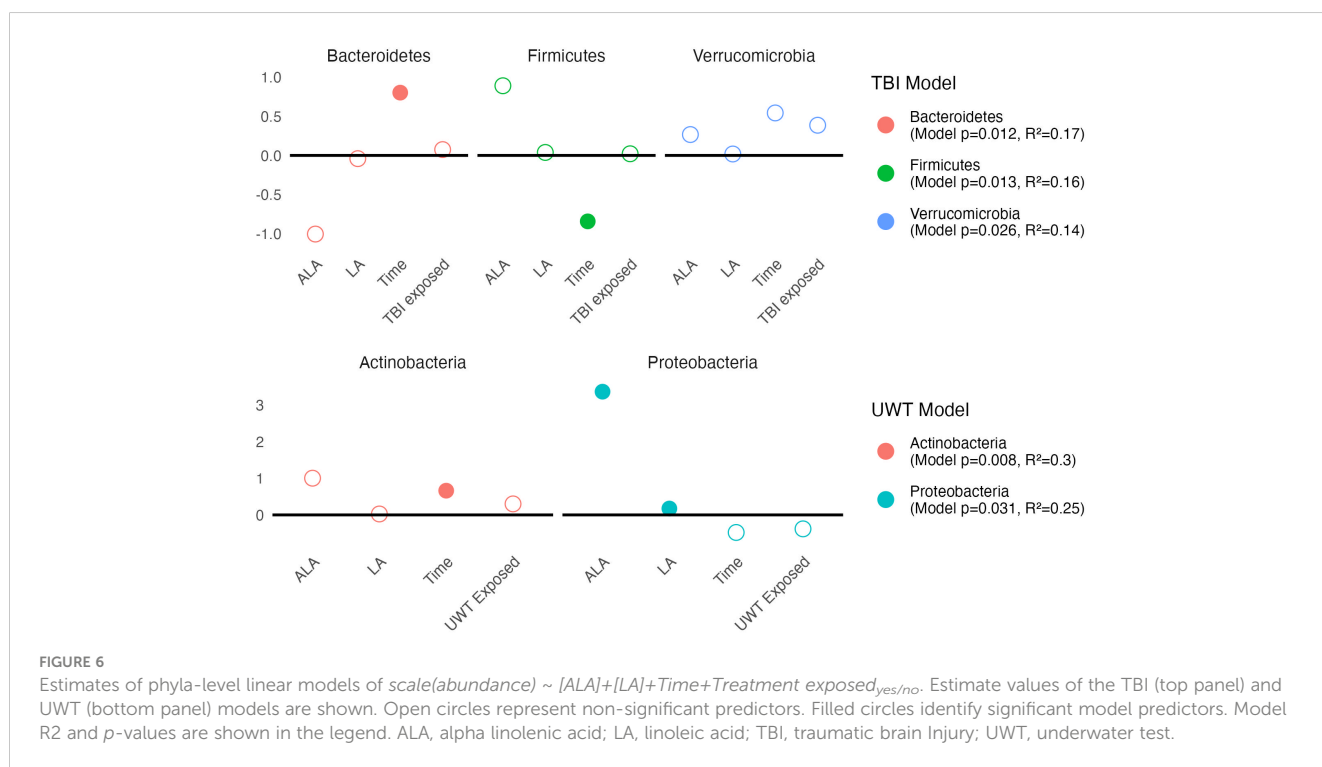 Bacteroidetes Firmicutes Verrucomicrobia
1.0
0.5
0.0
-0.5
-1.0
ALA LA Time TBI exposed ALA LA Time TBI exposed ALA LA Time TBI exposed
TBI Model
Bacteroidetes
(Model p=0.012, R²=0.17)
Firmicutes
(Model p=0.013, R²=0.16)
Verrucomicrobia
(Model p=0.026, R²=0.14)
Actinobacteria Proteobacteria
3
2
1
0
ALA LA Time UWT Exposed ALA LA Time UWT Exposed
UWT Model
Actinobacteria
(Model p=0.008, R²=0.3)
Proteobacteria
(Model p=0.031, R²=0.25)
FIGURE 6
Estimates of phyla-level linear models of scale(abundance) ~ [ALA]+[LA]+Time+Treatment exposedyes/no. Estimate values of the TBI (top panel) and
UWT (bottom panel) models are shown. Open circles represent non-significant predictors. Filled circles identify significant model predictors. Model
R2 and p-values are shown in the legend. ALA, alpha linolenic acid; LA, linoleic acid; TBI, traumatic brain Injury; UWT, underwater test.